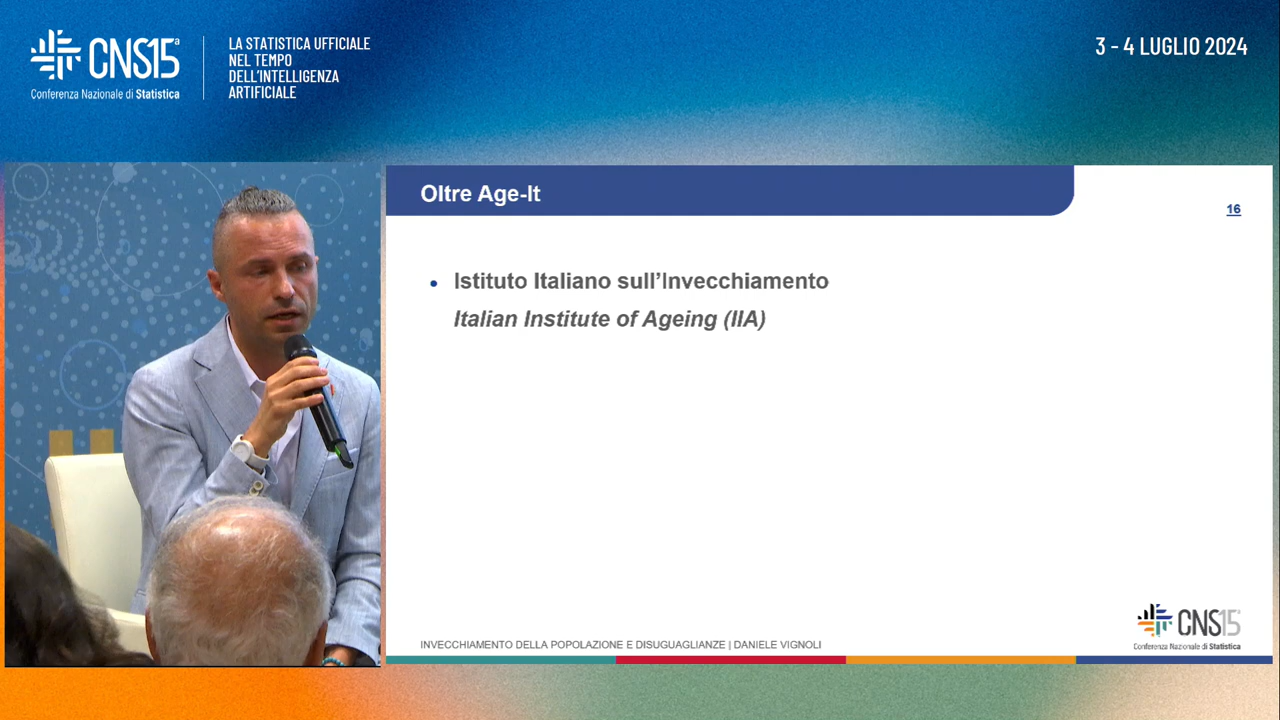 CNS15ª
Conferenza Nazionale di Statistica
LA STATISTICA UFFICIALE
NEL TEMPO
DELL'INTELLIGENZA
ARTIFICIALE
3 - 4 LUGLIO 2024
Oltre Age-It
16
• Istituto Italiano sull'Invecchiamento
Italian Institute of Ageing (IIA)
INVECCHIAMENTO DELLA POPOLAZIONE E DISUGUAGLIANZE | DANIELE VIGNOLI
CNS15ª
Conferenza Nazionale di Statistica